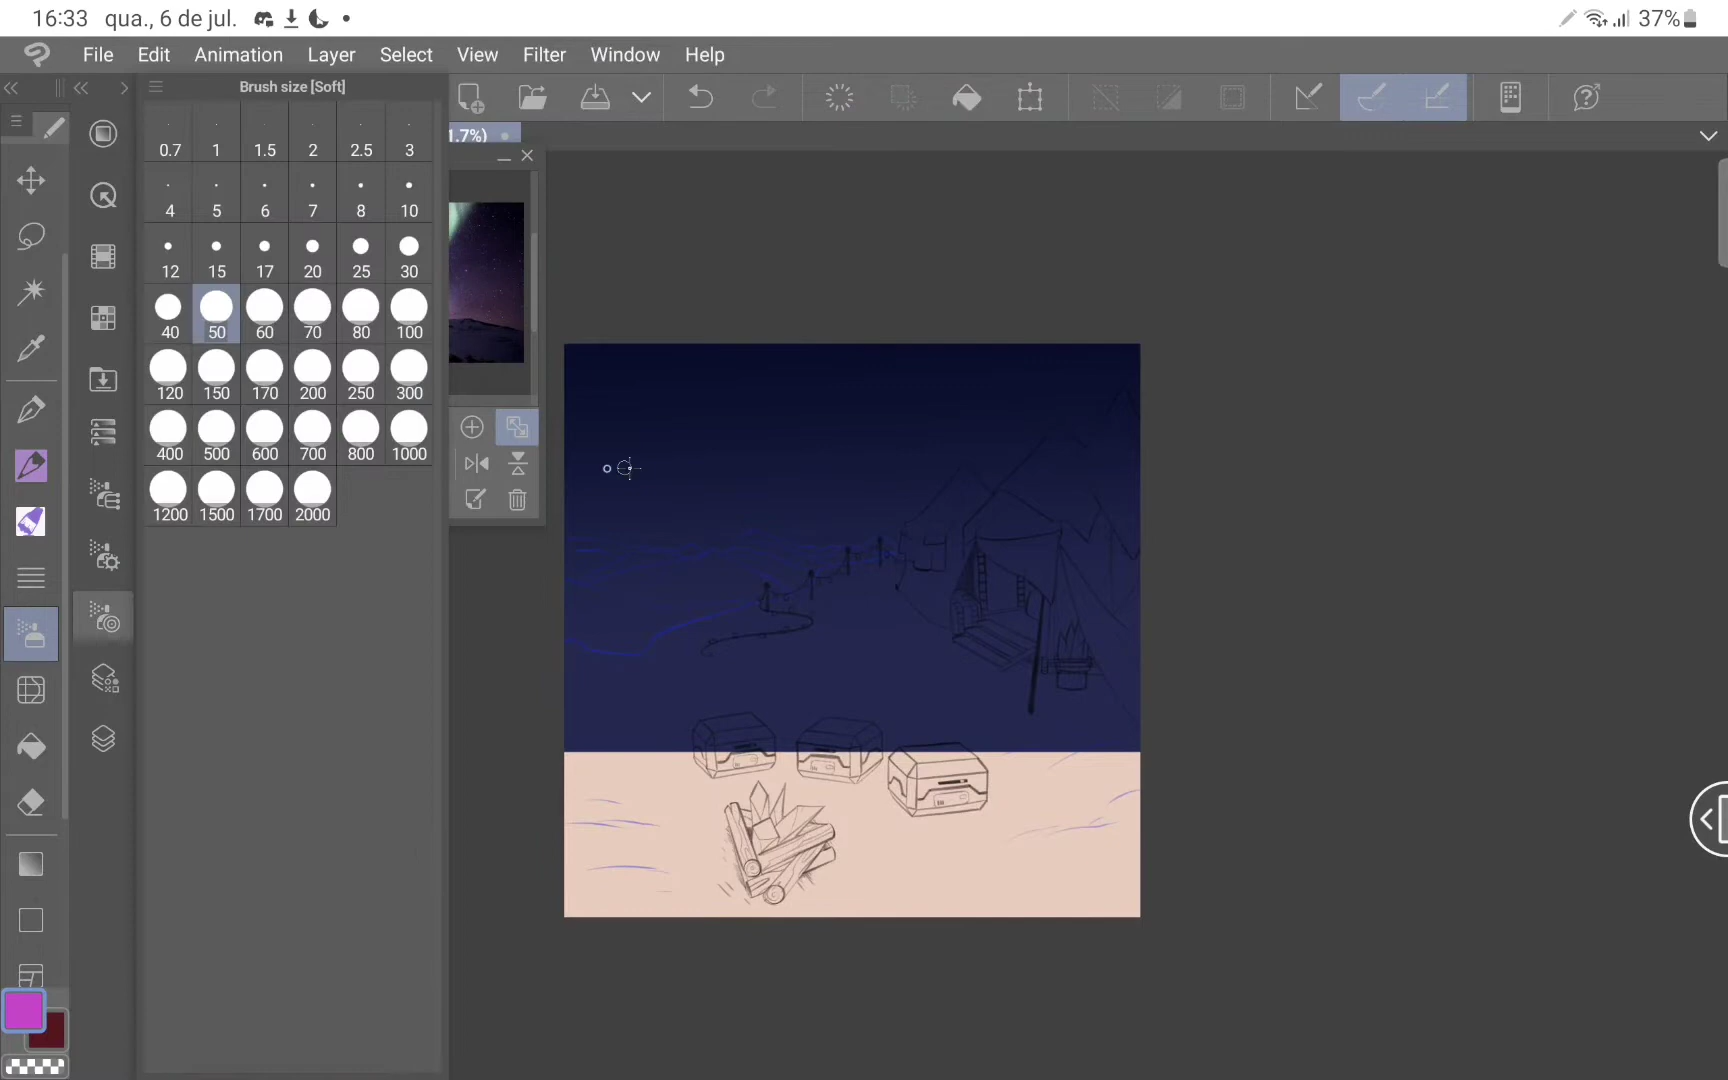 16:33 qua., 6 de jul. 37%
File Edit Animation Layer Select View Filter Window Help
Brush size [Soft]
1.7%)
0.7 1 1.5 2 2.5 3
4 5 6 7 8 10
12 15 17 20 25 30
40 50 60 70 80 100
120 150 170 200 250 300
400 500 600 700 800 1000
1200 1500 1700 2000